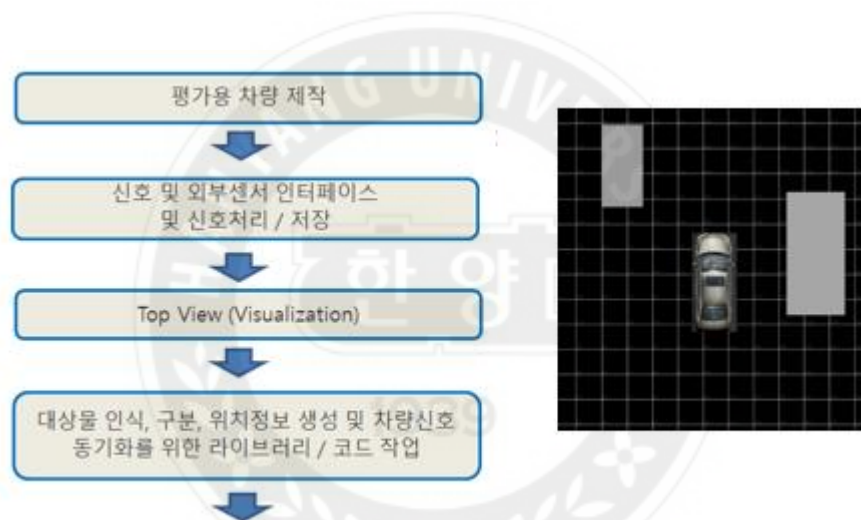 평가용 차량 제작
신호 및 외부센서 인터페이스
및 신호처리 / 저장
Top View (Visualization)
대상물 인식, 구분, 위치정보 생성 및 차량신호
동기화를 위한 라이브러리 / 코드 작업